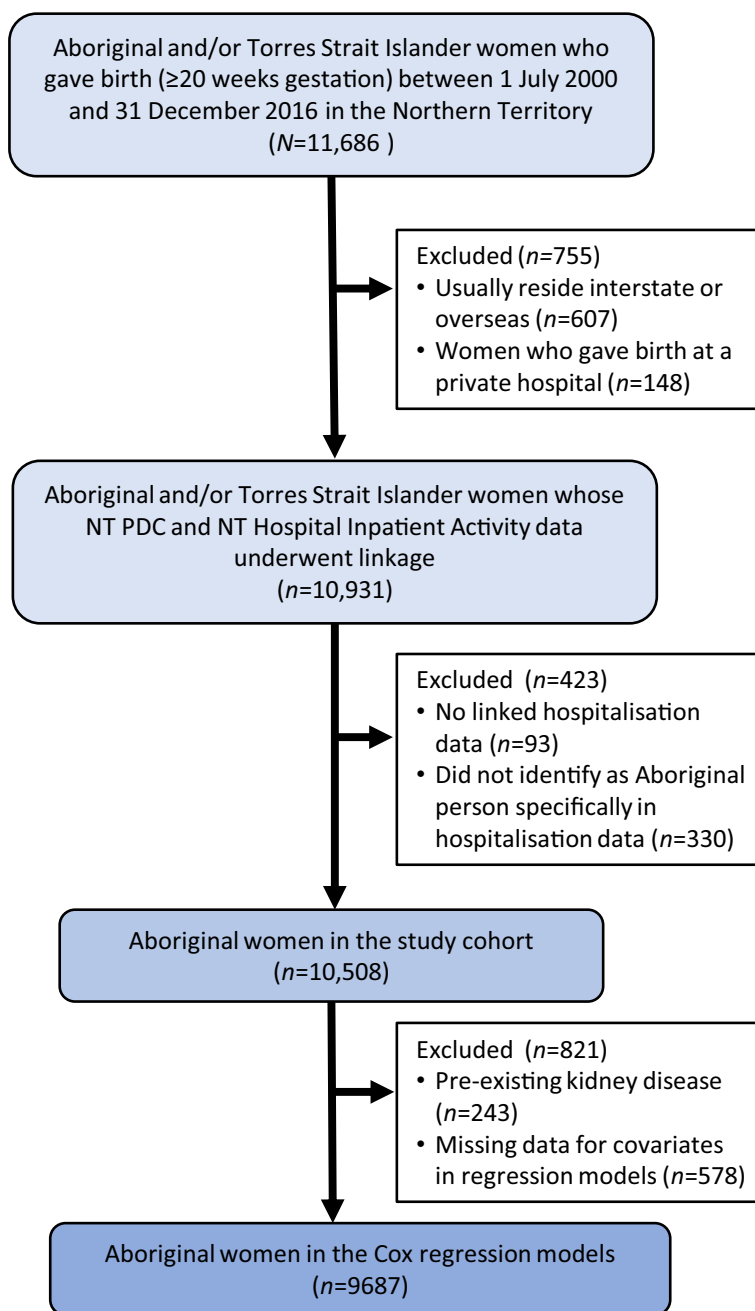 Aboriginal and/or Torres Strait Islander women who
gave birth (≥20 weeks gestation) between 1 July 2000
and 31 December 2016 in the Northern Territory
(N=11,686 )
Excluded (n=755)
• Usually reside interstate or
overseas (n=607)
• Women who gave birth at a
private hospital (n=148)
Aboriginal and/or Torres Strait Islander women whose
NT PDC and NT Hospital Inpatient Activity data
underwent linkage
(n=10,931)
Excluded (n=423)
• No linked hospitalisation
data (n=93)
• Did not identify as Aboriginal
person specifically in
hospitalisation data (n=330)
Aboriginal women in the study cohort
(n=10,508)
Excluded (n=821)
• Pre-existing kidney disease
(n=243)
• Missing data for covariates
in regression models (n=578)
Aboriginal women in the Cox regression models
(n=9687)